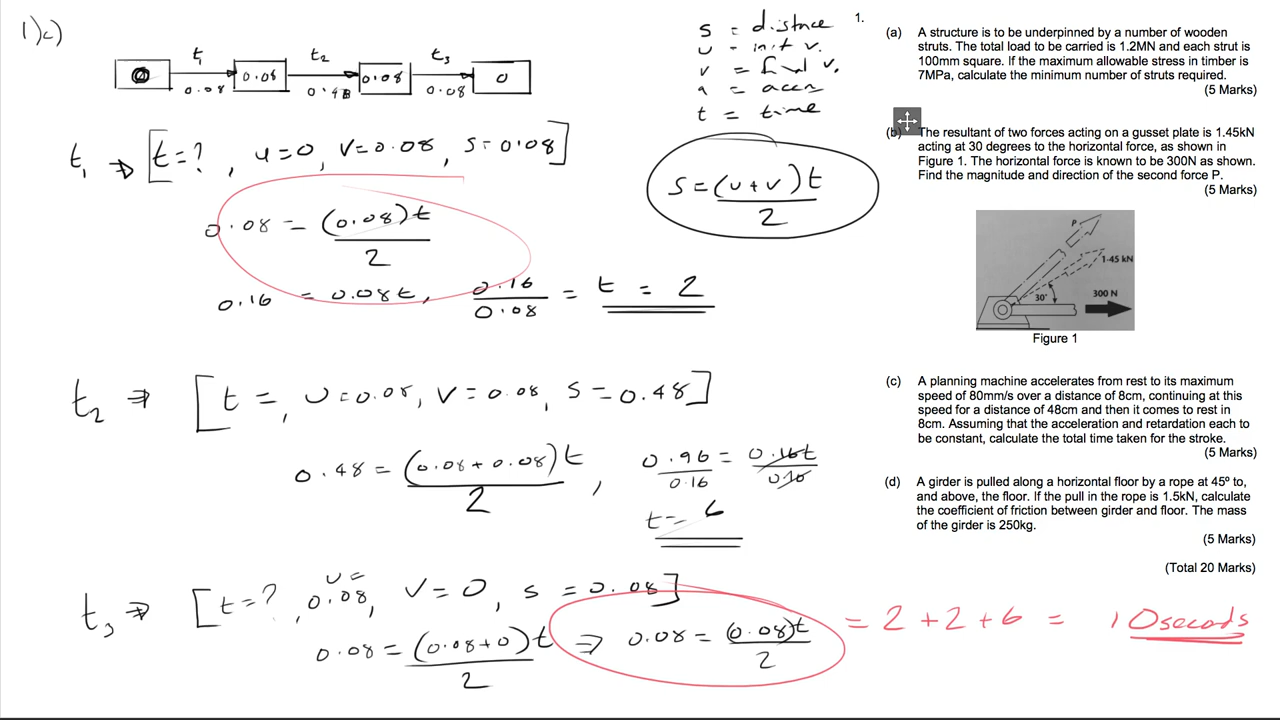 1)c)
t₁ t₂ t₃
0 0.08 0.08 0
0.08 0.48 0.08
s = distnce
u - init v.
v = final v.
a = accn
t = time
t₁ ⇒ [t=?, u=0, v=0.08, s=0.08]
s=(u+v)t
2
0.08 = (0.08)t
2
0.16 = 0.08t, 0.16 = t = 2
0.08
t₂ ⇒ [t=, u=0.08, v=0.08, s=0.48]
0.48=(0.08+0.08)t, 0.96 = 0.16t
2 0.16 0.16
t= 6
u=
t₃ ⇒ [t=?, 0.08, v=0, s=0.08]
0.08=(0.08+0)t ⇒ 0.08=(0.08)t
2 2
= 2+2+6 = 10seconds
1.
(a) A structure is to be underpinned by a number of wooden
struts. The total load to be carried is 1.2MN and each strut is
100mm square. If the maximum allowable stress in timber is
7MPa, calculate the minimum number of struts required.
(5 Marks)
(b) The resultant of two forces acting on a gusset plate is 1.45kN
acting at 30 degrees to the horizontal force, as shown in
Figure 1. The horizontal force is known to be 300N as shown.
Find the magnitude and direction of the second force P.
(5 Marks)
P
1·45 kN
30°
300 N
Figure 1
(c) A planning machine accelerates from rest to its maximum
speed of 80mm/s over a distance of 8cm, continuing at this
speed for a distance of 48cm and then it comes to rest in
8cm. Assuming that the acceleration and retardation each to
be constant, calculate the total time taken for the stroke.
(5 Marks)
(d) A girder is pulled along a horizontal floor by a rope at 45º to,
and above, the floor. If the pull in the rope is 1.5kN, calculate
the coefficient of friction between girder and floor. The mass
of the girder is 250kg.
(5 Marks)
(Total 20 Marks)